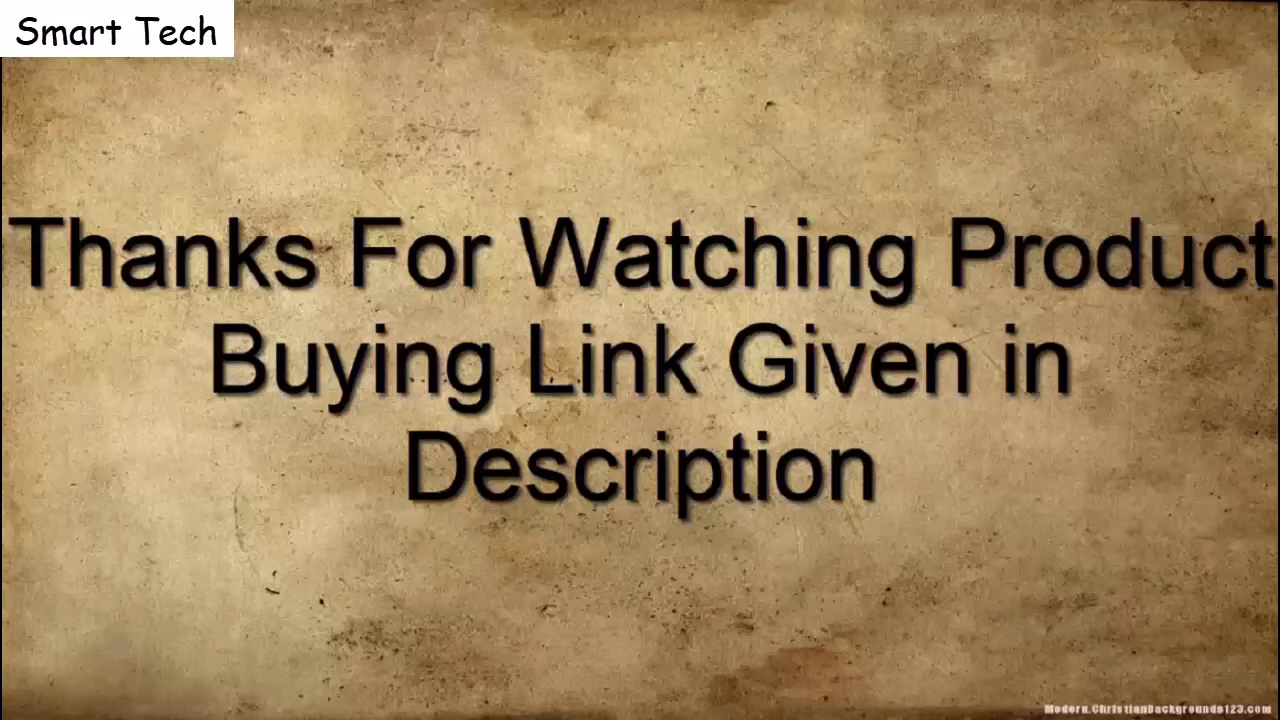 Smart Tech
Thanks For Watching Product
Buying Link Given in
Description
Modern.ChristianBackgrounds123.com